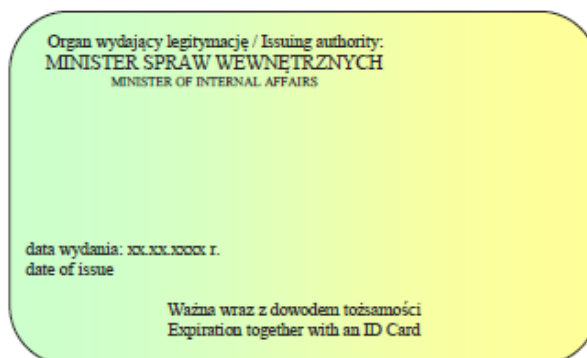 Organ wydający legitymację / Issuing authority:
MINISTER SPRAW WEWNĘTRZNYCH
MINISTER OF INTERNAL AFFAIRS
data wydania: xx.xx.xxxx r.
date of issue
Ważna wraz z dowodem tożsamości
Expiration together with an ID Card